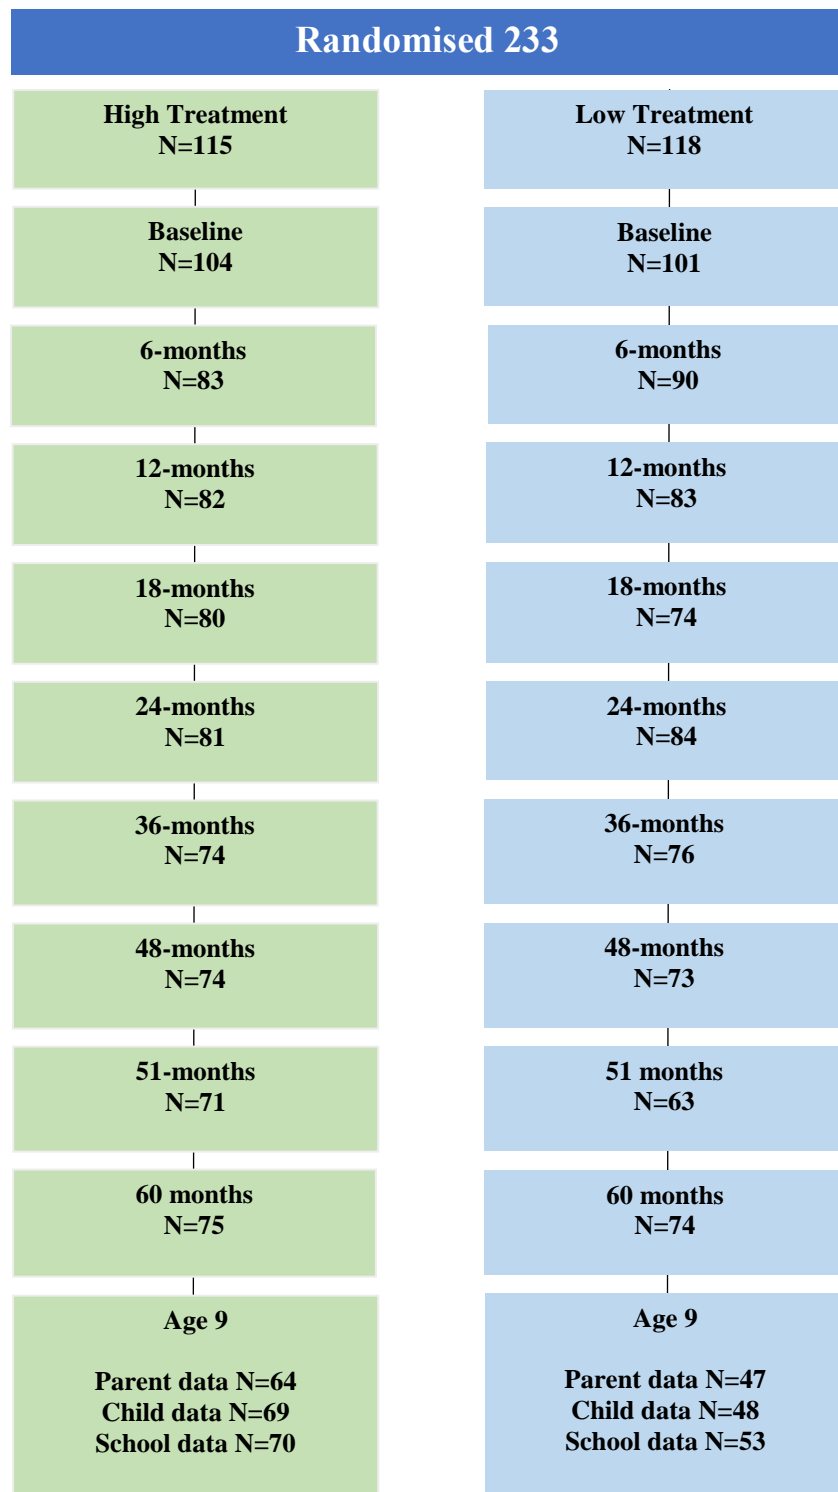 Randomised 233
High Treatment
N=115
Low Treatment
N=118
Baseline
N=104
Baseline
N=101
6-months
N=83
6-months
N=90
12-months
N=82
12-months
N=83
18-months
N=80
18-months
N=74
24-months
N=81
24-months
N=84
36-months
N=74
36-months
N=76
48-months
N=74
48-months
N=73
51-months
N=71
51 months
N=63
60 months
N=75
60 months
N=74
Age 9
Parent data N=64
Child data N=69
School data N=70
Age 9
Parent data N=47
Child data N=48
School data N=53